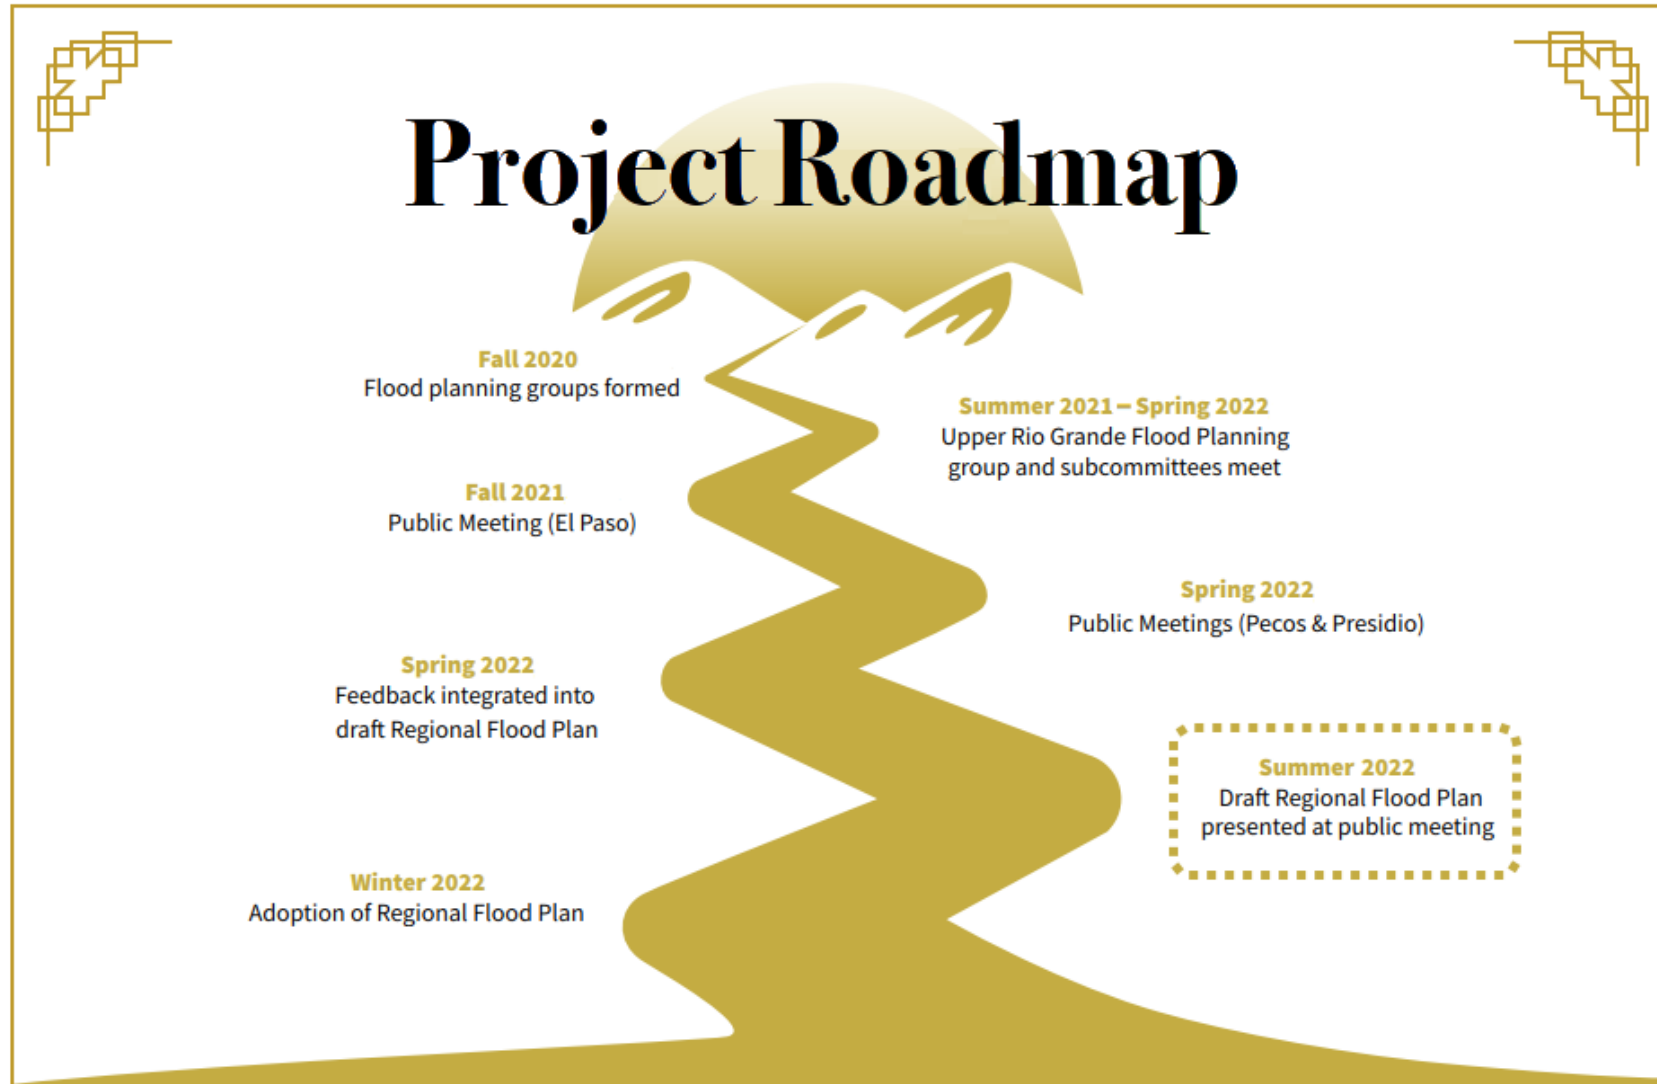 Project Roadmap
Fall 2020
Flood planning groups formed
Summer 2021 – Spring 2022
Upper Rio Grande Flood Planning
group and subcommittees meet
Fall 2021
Public Meeting (El Paso)
Spring 2022
Public Meetings (Pecos & Presidio)
Spring 2022
Feedback integrated into
draft Regional Flood Plan
Summer 2022
Draft Regional Flood Plan
presented at public meeting
Winter 2022
Adoption of Regional Flood Plan